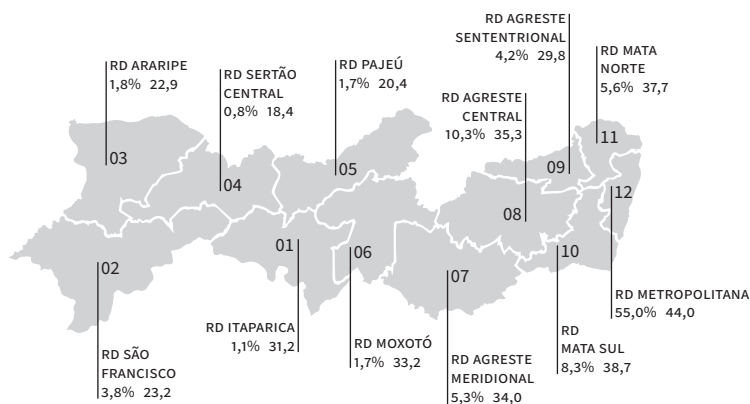 RD AGRESTE
SENTENTRIONAL
4,2% 29,8
RD MATA
NORTE
5,6% 37,7
RD ARARIPE
1,8% 22,9
RD SERTÃO
CENTRAL
0,8% 18,4
RD PAJEÚ
1,7% 20,4
RD AGRESTE
CENTRAL
10,3% 35,3
11
03
09
05
04
12
08
01
06
10
02
07
RD METROPOLITANA
55,0% 44,0
RD ITAPARICA
1,1% 31,2
RD MOXOTÓ
1,7% 33,2
RD
MATA SUL
8,3% 38,7
RD SÃO
FRANCISCO
3,8% 23,2
RD AGRESTE
MERIDIONAL
5,3% 34,0